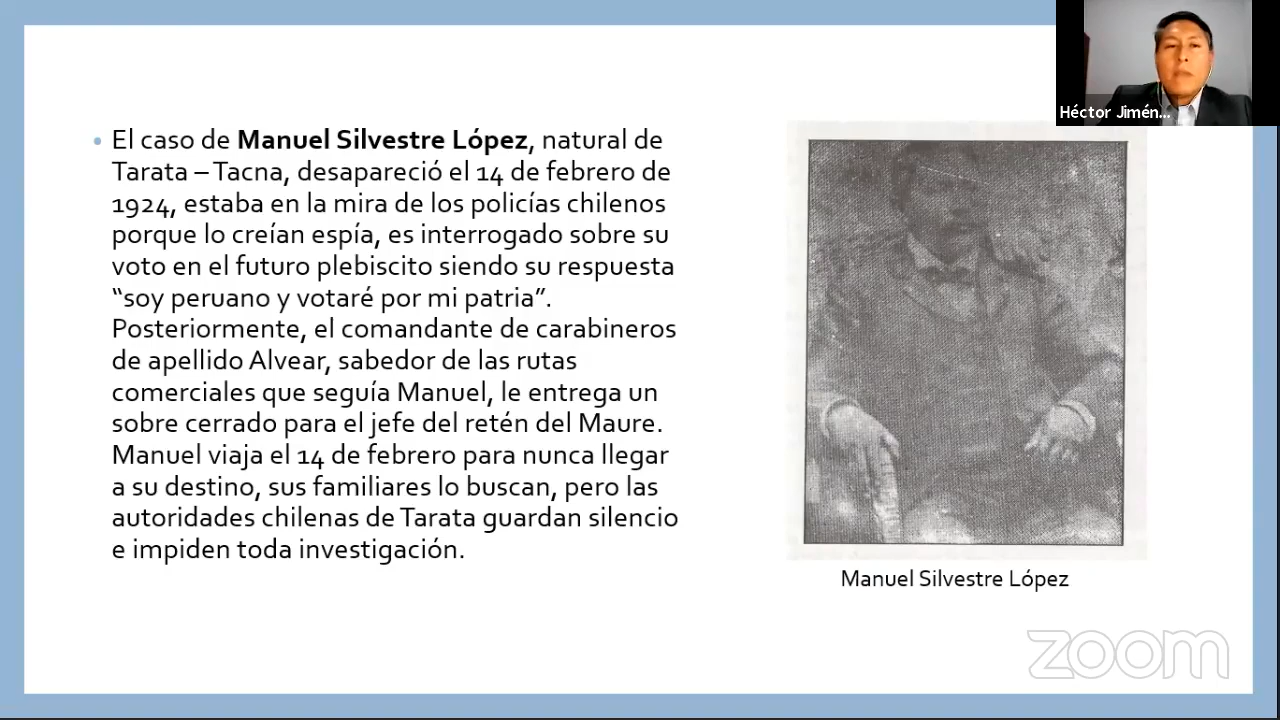 Héctor Jimén...
• El caso de Manuel Silvestre López, natural de
Tarata – Tacna, desapareció el 14 de febrero de
1924, estaba en la mira de los policías chilenos
porque lo creían espía, es interrogado sobre su
voto en el futuro plebiscito siendo su respuesta
“soy peruano y votaré por mi patria”.
Posteriormente, el comandante de carabineros
de apellido Alvear, sabedor de las rutas
comerciales que seguía Manuel, le entrega un
sobre cerrado para el jefe del retén del Maure.
Manuel viaja el 14 de febrero para nunca llegar
a su destino, sus familiares lo buscan, pero las
autoridades chilenas de Tarata guardan silencio
e impiden toda investigación.
Manuel Silvestre López
zoom